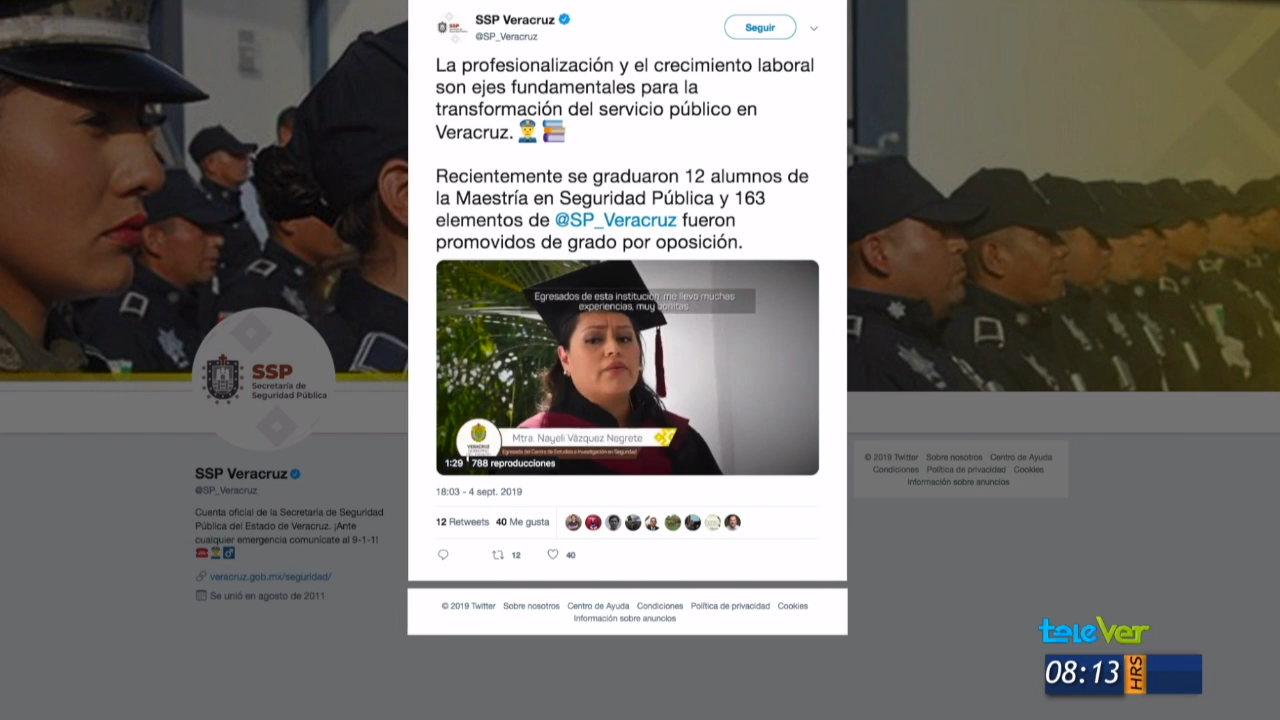 SSP Veracruz
@SP_Veracruz
Seguir
La profesionalización y el crecimiento laboral
son ejes fundamentales para la
transformación del servicio público en
Veracruz.
Recientemente se graduaron 12 alumnos de
la Maestría en Seguridad Pública y 163
elementos de @SP_Veracruz fueron
promovidos de grado por oposición.
Egresados de esta institución, me llevo muchas
experiencias, muy bonitas
Mtra. Nayeli Vázquez Negrete
Egresada del Centro de Estudios e Investigación en Seguridad
VERACRUZ
1:29 788 reproducciones
18:03 - 4 sept. 2019
12 Retweets 40 Me gusta
12 40
© 2019 Twitter Sobre nosotros Centro de Ayuda Condiciones Política de privacidad Cookies
Información sobre anuncios
SSP
Secretaría de
Seguridad Pública
SSP Veracruz
@SP_Veracruz
Cuenta oficial de la Secretaría de Seguridad
Pública del Estado de Veracruz. ¡Ante
cualquier emergencia comunícate al 9-1-1!
veracruz.gob.mx/seguridad/
Se unió en agosto de 2011
© 2019 Twitter Sobre nosotros Centro de Ayuda
Condiciones Política de privacidad Cookies
Información sobre anuncios
teleVer
08:13 HRS